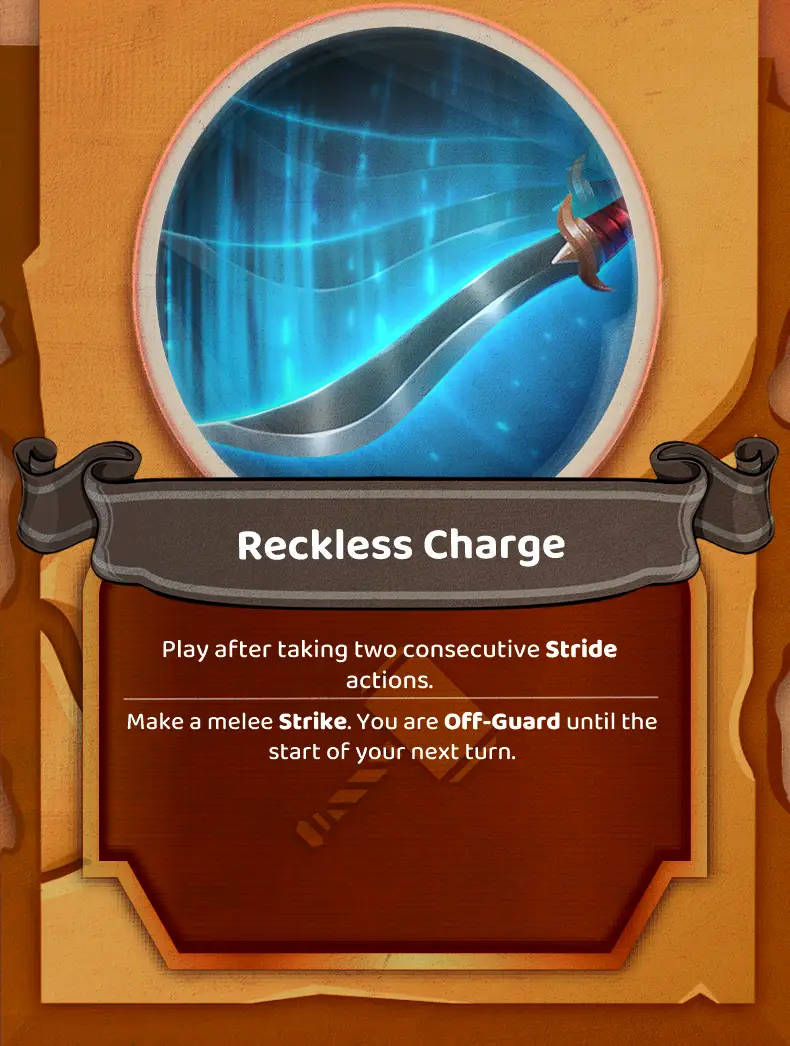 Reckless Charge
Play after taking two consecutive Stride
actions.
Make a melee Strike. You are Off-Guard until the
start of your next turn.